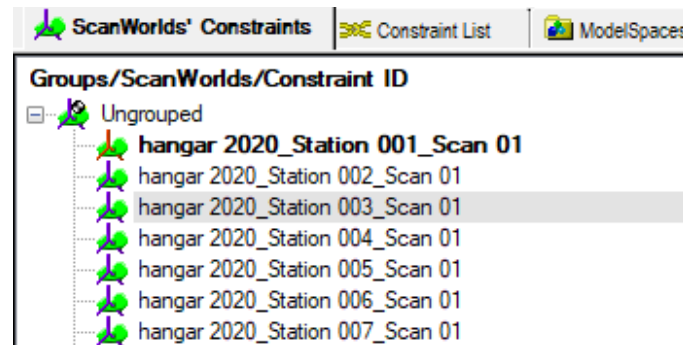 ScanWorlds' Constraints Constraint List ModelSpaces
Groups/ScanWorlds/Constraint ID
Ungrouped
hangar 2020_Station 001_Scan 01
hangar 2020_Station 002_Scan 01
hangar 2020_Station 003_Scan 01
hangar 2020_Station 004_Scan 01
hangar 2020_Station 005_Scan 01
hangar 2020_Station 006_Scan 01
hangar 2020_Station 007_Scan 01